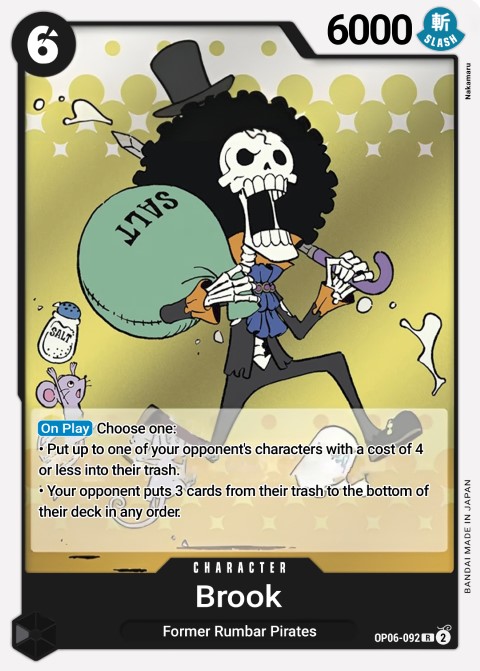 6
6000
斬
SLASH
Nakamaru
SALT
SALT
On Play Choose one:
• Put up to one of your opponent's characters with a cost of 4
or less into their trash.
• Your opponent puts 3 cards from their trash to the bottom of
their deck in any order.
BANDAI MADE IN JAPAN
CHARACTER
Brook
Former Rumbar Pirates
OP06-092 R 2